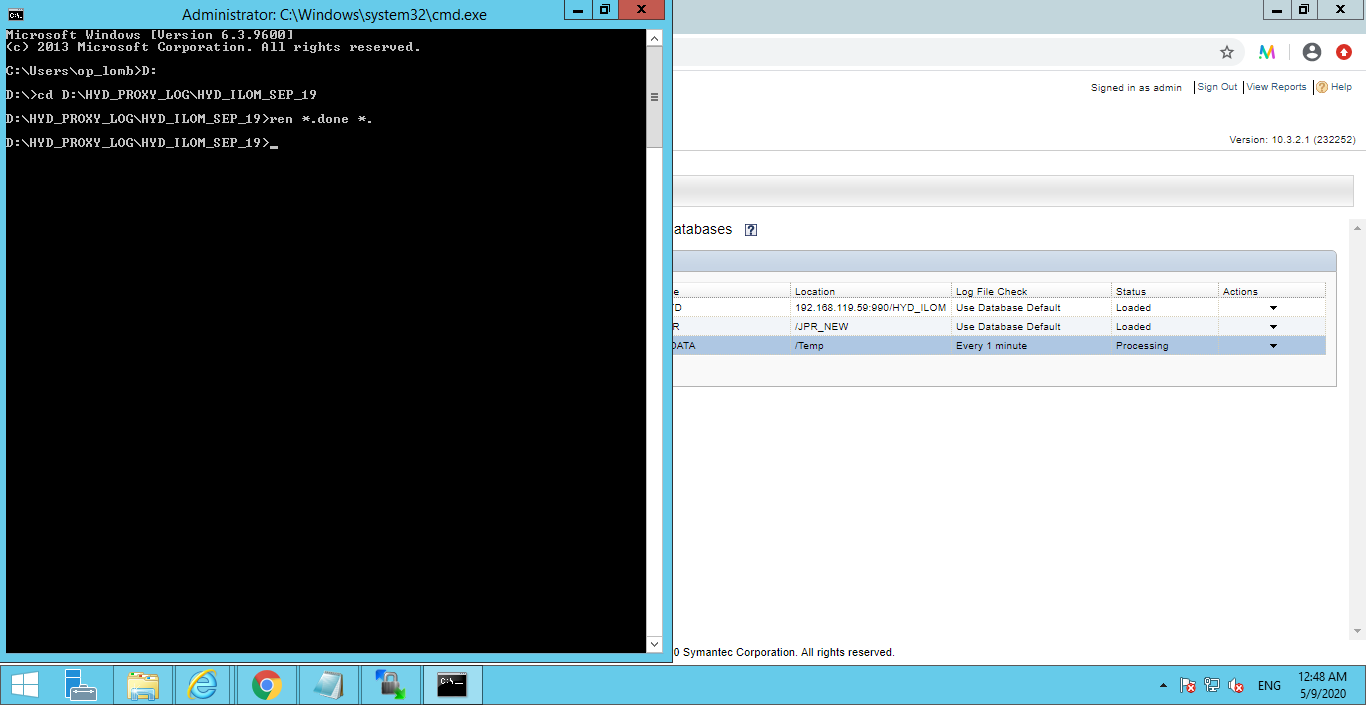 Administrator: C:\Windows\system32\cmd.exe
Microsoft Windows [Version 6.3.9600]
(c) 2013 Microsoft Corporation. All rights reserved.
C:\Users\op_lomb>D:
D:\>cd D:\HYD_PROXY_LOG\HYD_ILOM_SEP_19
D:\HYD_PROXY_LOG\HYD_ILOM_SEP_19>ren *.done *.
D:\HYD_PROXY_LOG\HYD_ILOM_SEP_19>
Signed in as admin | Sign Out | View Reports | ? Help
Version: 10.3.2.1 (232252)
atabases ?
e Location Log File Check Status Actions
D 192.168.119.59:990/HYD_ILOM Use Database Default Loaded
R /JPR_NEW Use Database Default Loaded
DATA /Temp Every 1 minute Processing
0 Symantec Corporation. All rights reserved.
ENG
12:48 AM
5/9/2020